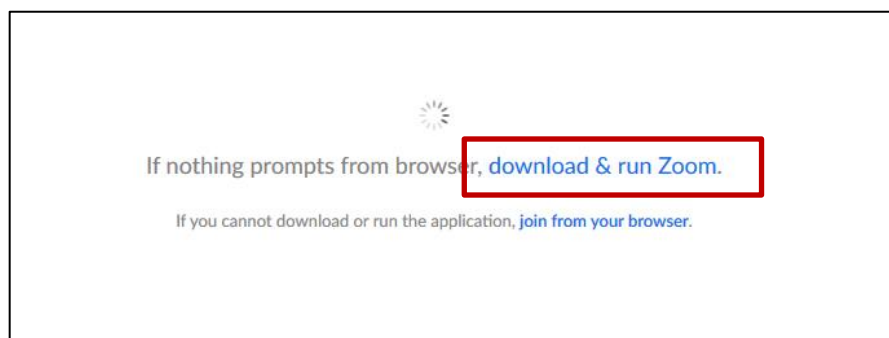 If nothing prompts from browser, download & run Zoom.
If you cannot download or run the application, join from your browser.